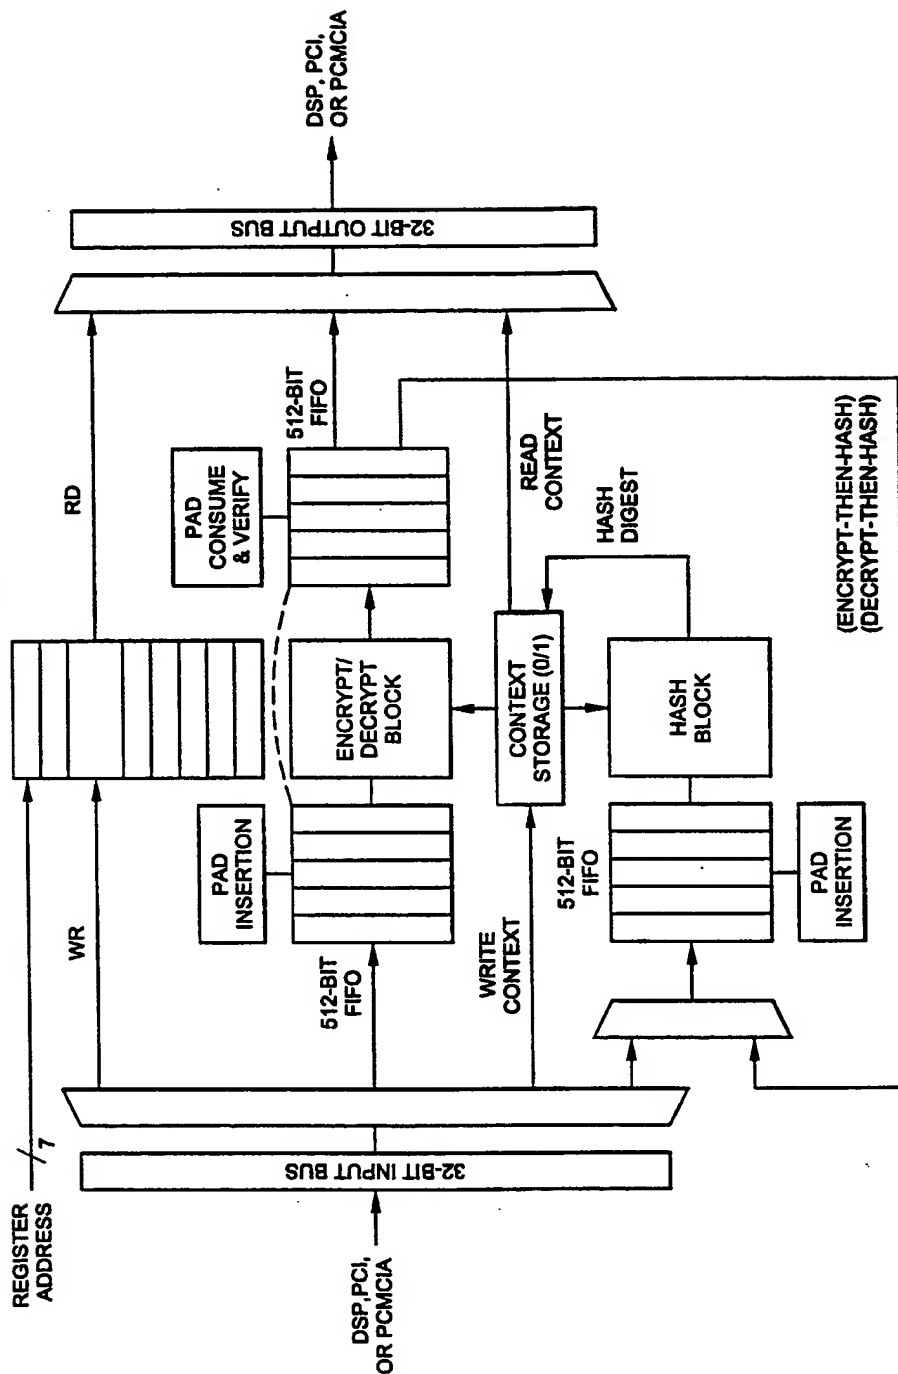 REGISTER
ADDRESS
7
WR
RD
DSP,PCI,
OR PCMCIA
32-BIT INPUT BUS
512-BIT
FIFO
PAD
INSERTION
ENCRYPT/
DECRYPT
BLOCK
PAD
CONSUME
& VERIFY
512-BIT
FIFO
32-BIT OUTPUT BUS
DSP, PCI,
OR PCMCIA
WRITE
CONTEXT
CONTEXT
STORAGE (0/1)
READ
CONTEXT
512-BIT
FIFO
PAD
INSERTION
HASH
BLOCK
HASH
DIGEST
(ENCRYPT-THEN-HASH)
(DECRYPT-THEN-HASH)